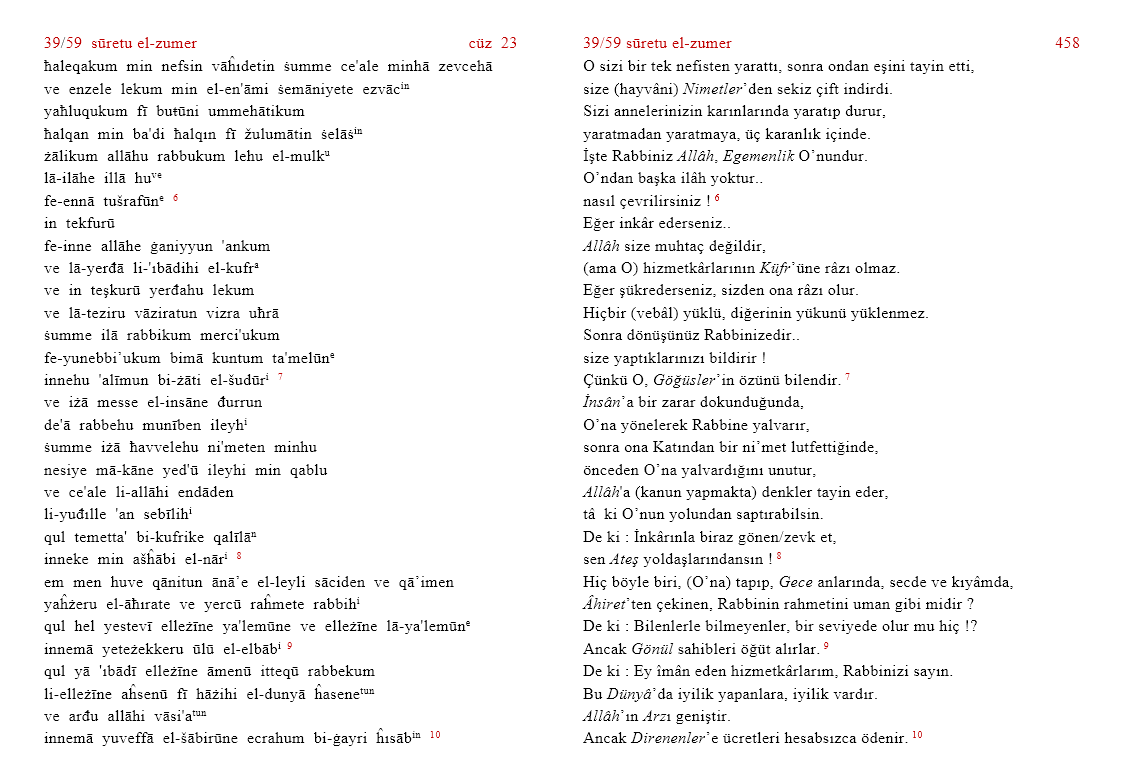 39/59 sūretu el-zumer cüz 23
ħaleqakum min nefsin vāĥıdetin ṡumme ce'ale minhā zevcehā
ve enzele lekum min el-en'āmi ṡemāniyete ezvācⁱⁿ
yaħluqukum fī buŧūni ummehātikum
ħalqan min ba'di ħalqın fī žulumātin ṡelāṡⁱⁿ
żālikum allāhu rabbukum lehu el-mulkᵘ
lā-ilāhe illā huᵛᵉ
fe-ennā tušrafūnᵉ ⁶
in tekfurū
fe-inne allāhe ġaniyyun 'ankum
ve lā-yerđā li-'ıbādihi el-kufrᵃ
ve in teşkurū yerđahu lekum
ve lā-teziru vāziratun vizra uħrā
ṡumme ilā rabbikum merci'ukum
fe-yunebbi’ukum bimā kuntum ta'melūnᵉ
innehu 'alīmun bi-żāti el-šudūrⁱ ⁷
ve iżā messe el-insāne đurrun
de'ā rabbehu munīben ileyhⁱ
ṡumme iżā ħavvelehu ni'meten minhu
nesiye mā-kāne yed'ū ileyhi min qablu
ve ce'ale li-allāhi endāden
li-yuđılle 'an sebīlihⁱ
qul temetta' bi-kufrike qalīlāⁿ
inneke min ašĥābi el-nārⁱ ⁸
em men huve qānitun ānā’e el-leyli sāciden ve qā’imen
yaĥżeru el-āħırate ve yercū raĥmete rabbihⁱ
qul hel yestevī elleżīne ya'lemūne ve elleżīne lā-ya'lemūnᵉ
innemā yeteżekkeru ūlū el-elbābⁱ ⁹
qul yā 'ıbādī elleżīne āmenū itteqū rabbekum
li-elleżīne aĥsenū fī hāżihi el-dunyā ĥaseneᵗᵘⁿ
ve arđu allāhi vāsi'aᵗᵘⁿ
innemā yuveffā el-šābirūne ecrahum bi-ġayri ĥısābⁱⁿ ¹⁰
39/59 sūretu el-zumer 458
O sizi bir tek nefisten yarattı, sonra ondan eşini tayin etti,
size (hayvâni) Nimetler’den sekiz çift indirdi.
Sizi annelerinizin karınlarında yaratıp durur,
yaratmadan yaratmaya, üç karanlık içinde.
İşte Rabbiniz Allâh, Egemenlik O’nundur.
O’ndan başka ilâh yoktur..
nasıl çevrilirsiniz ! ⁶
Eğer inkâr ederseniz..
Allâh size muhtaç değildir,
(ama O) hizmetkârlarının Küfr’üne râzı olmaz.
Eğer şükrederseniz, sizden ona râzı olur.
Hiçbir (vebâl) yüklü, diğerinin yükunü yüklenmez.
Sonra dönüşünüz Rabbinizedir..
size yaptıklarınızı bildirir !
Çünkü O, Göğüsler’in özünü bilendir. ⁷
İnsân’a bir zarar dokunduğunda,
O’na yönelerek Rabbine yalvarır,
sonra ona Katından bir ni’met lutfettiğinde,
önceden O’na yalvardığını unutur,
Allâh'a (kanun yapmakta) denkler tayin eder,
tâ ki O’nun yolundan saptırabilsin.
De ki : İnkârınla biraz gönen/zevk et,
sen Ateş yoldaşlarındansın ! ⁸
Hiç böyle biri, (O’na) tapıp, Gece anlarında, secde ve kıyâmda,
Âhiret’ten çekinen, Rabbinin rahmetini uman gibi midir ?
De ki : Bilenlerle bilmeyenler, bir seviyede olur mu hiç !?
Ancak Gönül sahibleri öğüt alırlar. ⁹
De ki : Ey îmân eden hizmetkârlarım, Rabbinizi sayın.
Bu Dünyâ’da iyilik yapanlara, iyilik vardır.
Allâh’ın Arzı geniştir.
Ancak Direnenler’e ücretleri hesabsızca ödenir. ¹⁰